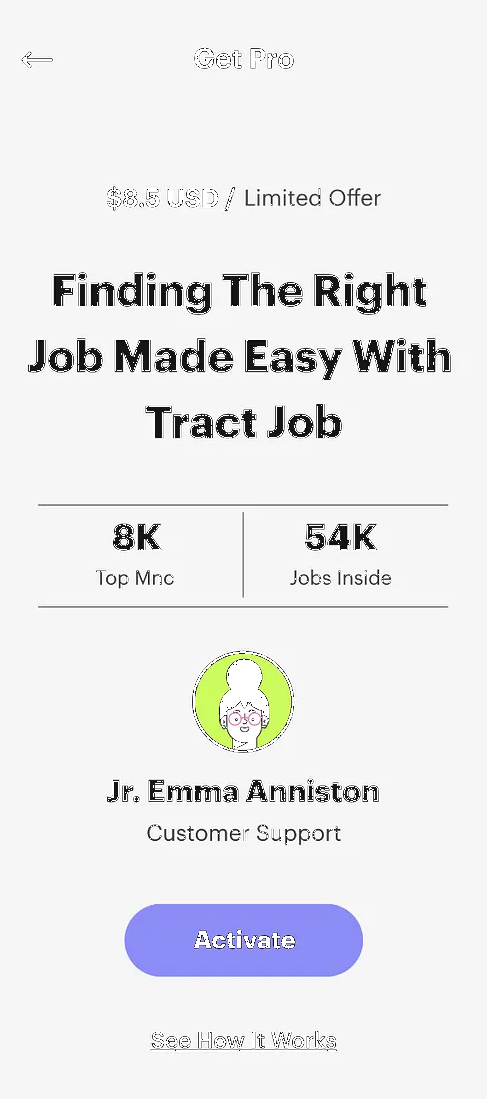 Get Pro
$8.5 USD / Limited Offer
Finding The Right
Job Made Easy With
Tract Job
8K
54K
Top Mnc
Jobs Inside
Jr. Emma Anniston
Customer Support
Activate
See How It Works